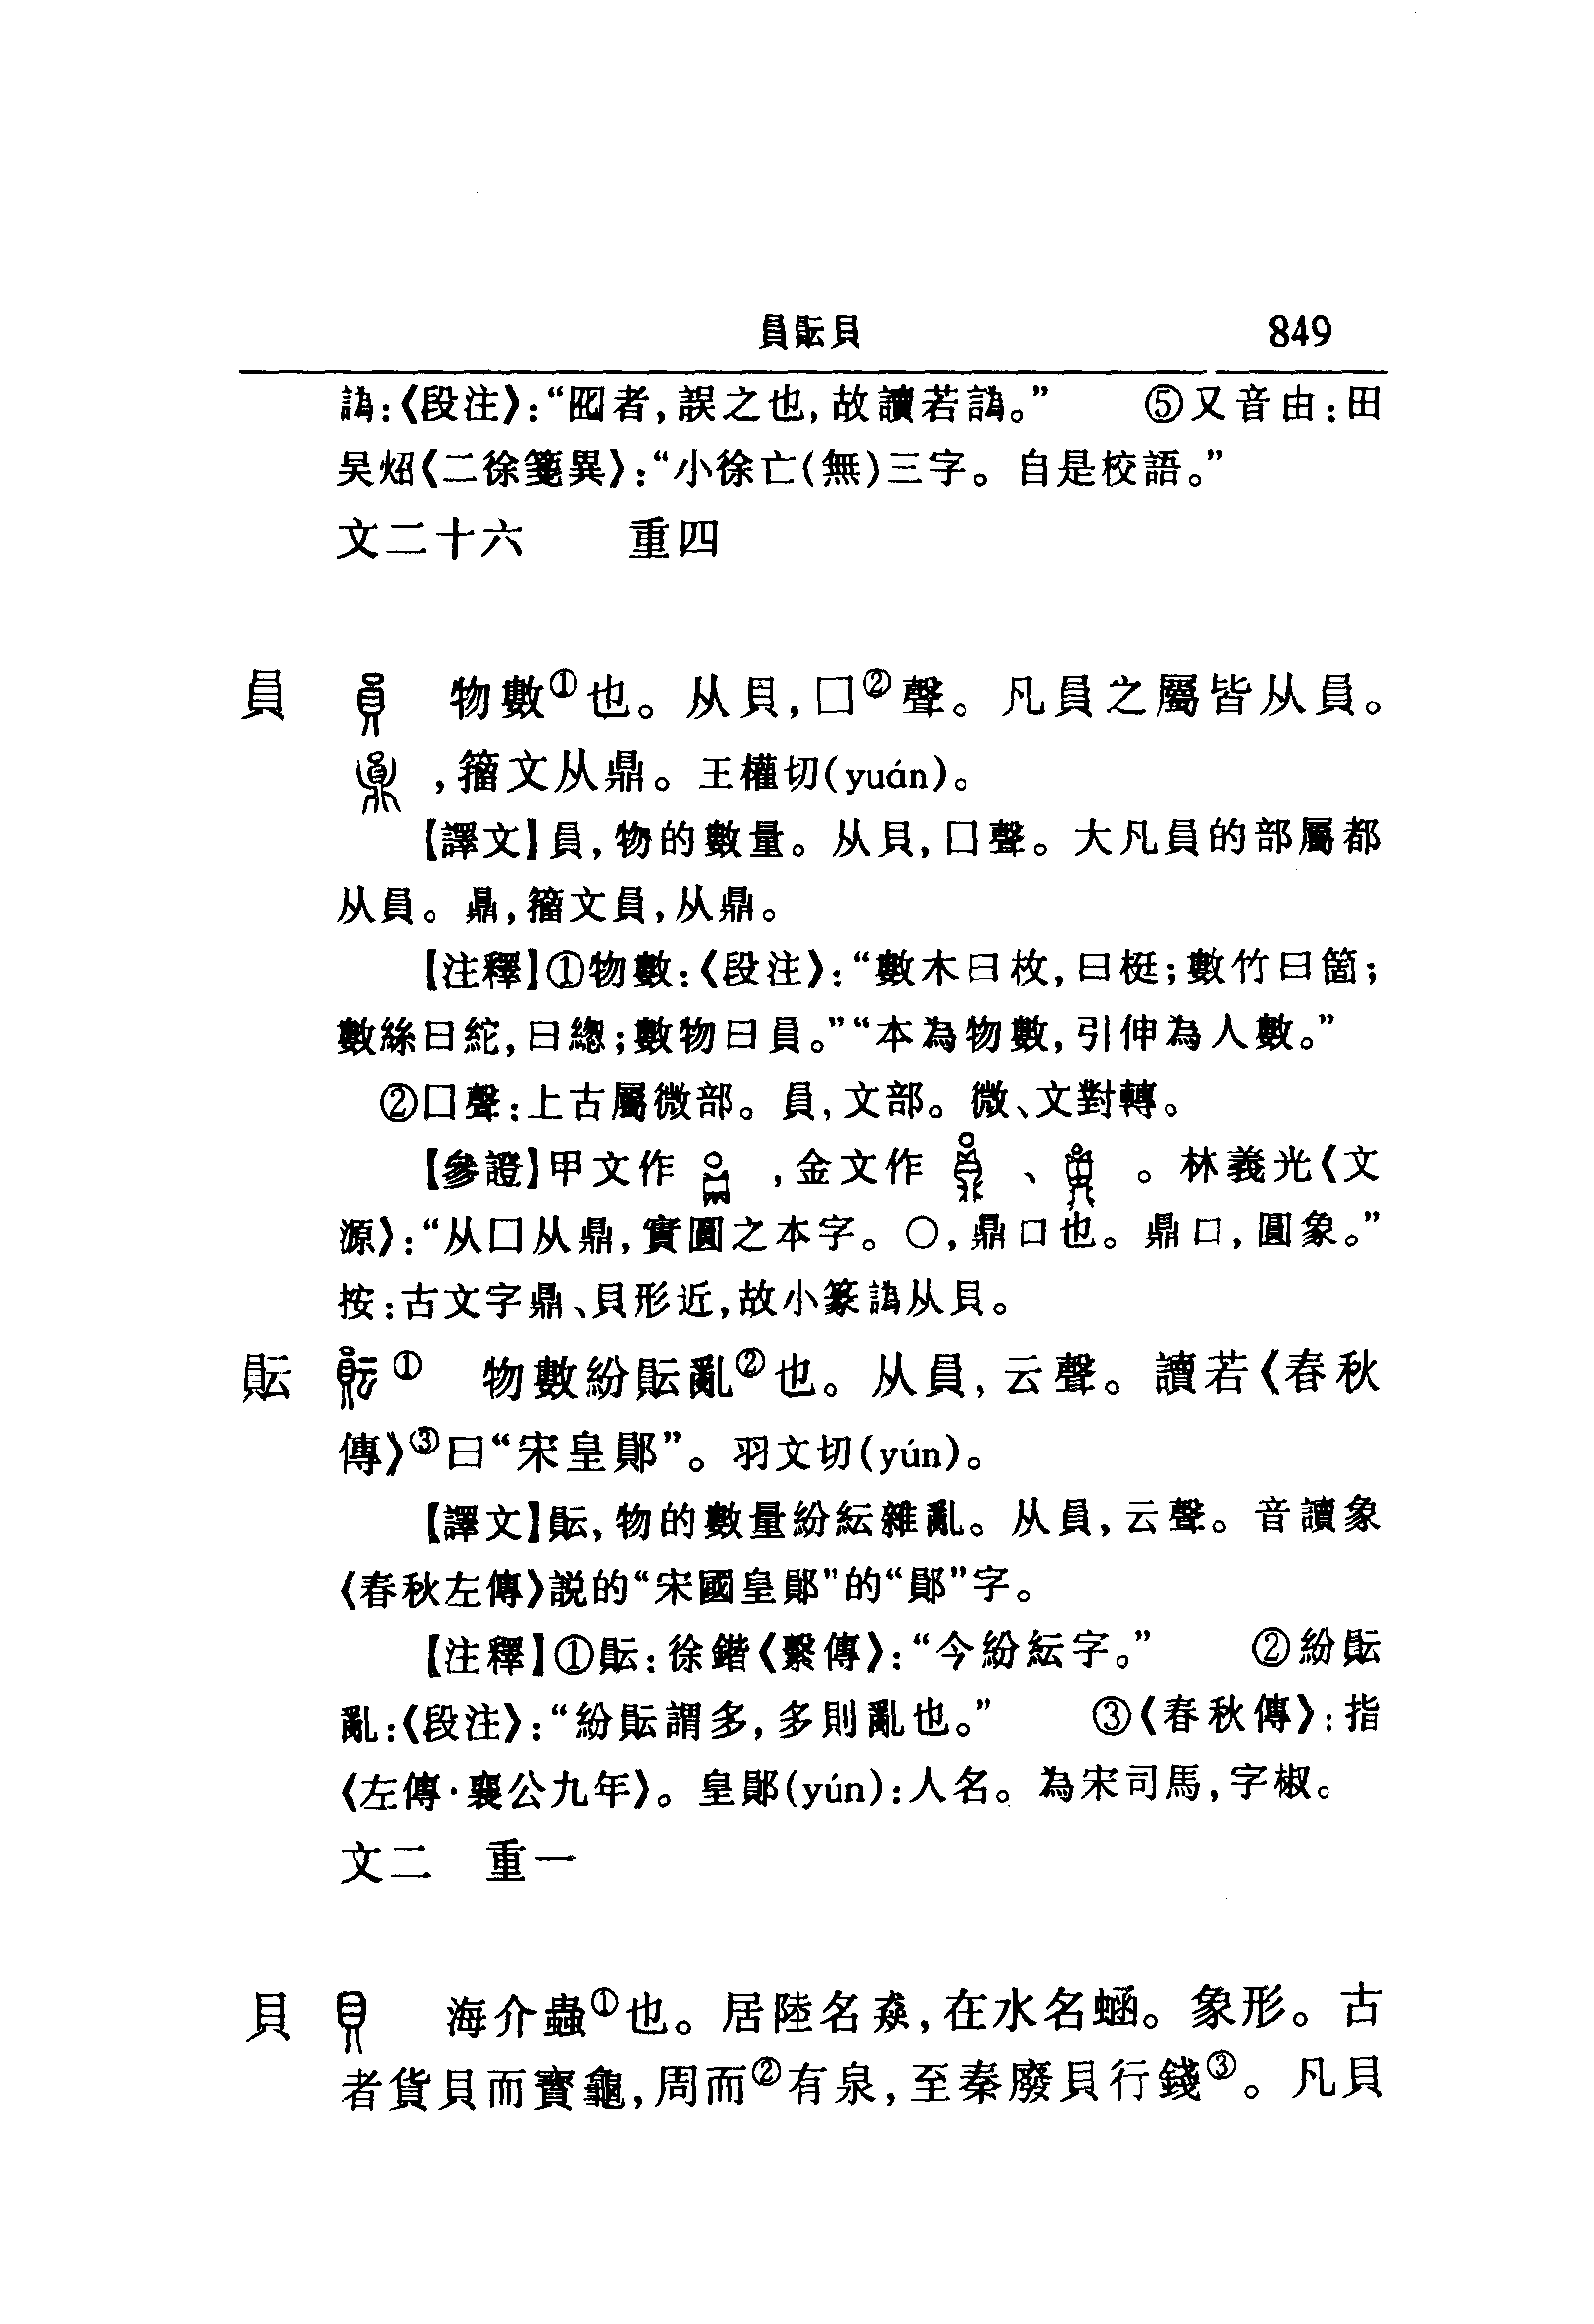 員䫟貝 849
譌:《段注》:“囮者,誤之也,故讀若譌。” ⑤又音由:田
吴炤《二徐箋異》:“小徐亡(無)三字。自是校語。”
文二十六 重四
員 物數①也。从貝,囗②聲。凡員之屬皆从員。
,籀文从鼎。王權切(yuán)。
【譯文】員,物的數量。从貝,囗聲。大凡員的部屬都
从員。鼏,籀文員,从鼎。
【注釋】①物數:《段注》:“數木曰枚,曰梃;數竹曰箇;
數絲曰紽,曰緫;數物曰員。”“本為物數,引伸為人數。”
②囗聲:上古屬微部。員,文部。微、文對轉。
【參證】甲文作 ,金文作 、 。林義光《文
源》:“从囗从鼎,實圓之本字。○,鼎口也。鼎口,圓象。”
按:古文字鼎、貝形近,故小篆譌从貝。
䫟 ① 物數紛䫟亂②也。从員,云聲。讀若《春秋
傳》③曰“宋皇鄖”。羽文切(yún)。
【譯文】䫟,物的數量紛紜雜亂。从員,云聲。音讀象
《春秋左傳》説的“宋國皇鄖”的“鄖”字。
【注釋】①䫟:徐鍇《繫傳》:“今紛紜字。” ②紛䫟
亂:《段注》:“紛䫟謂多,多則亂也。” ③《春秋傳》:指
《左傳·襄公九年》。皇鄖(yún):人名。為宋司馬,字椒。
文二 重一
貝 海介蟲①也。居陸名猋,在水名蜬。象形。古
者貨貝而寶龜,周而②有泉,至秦廢貝行錢③。凡貝